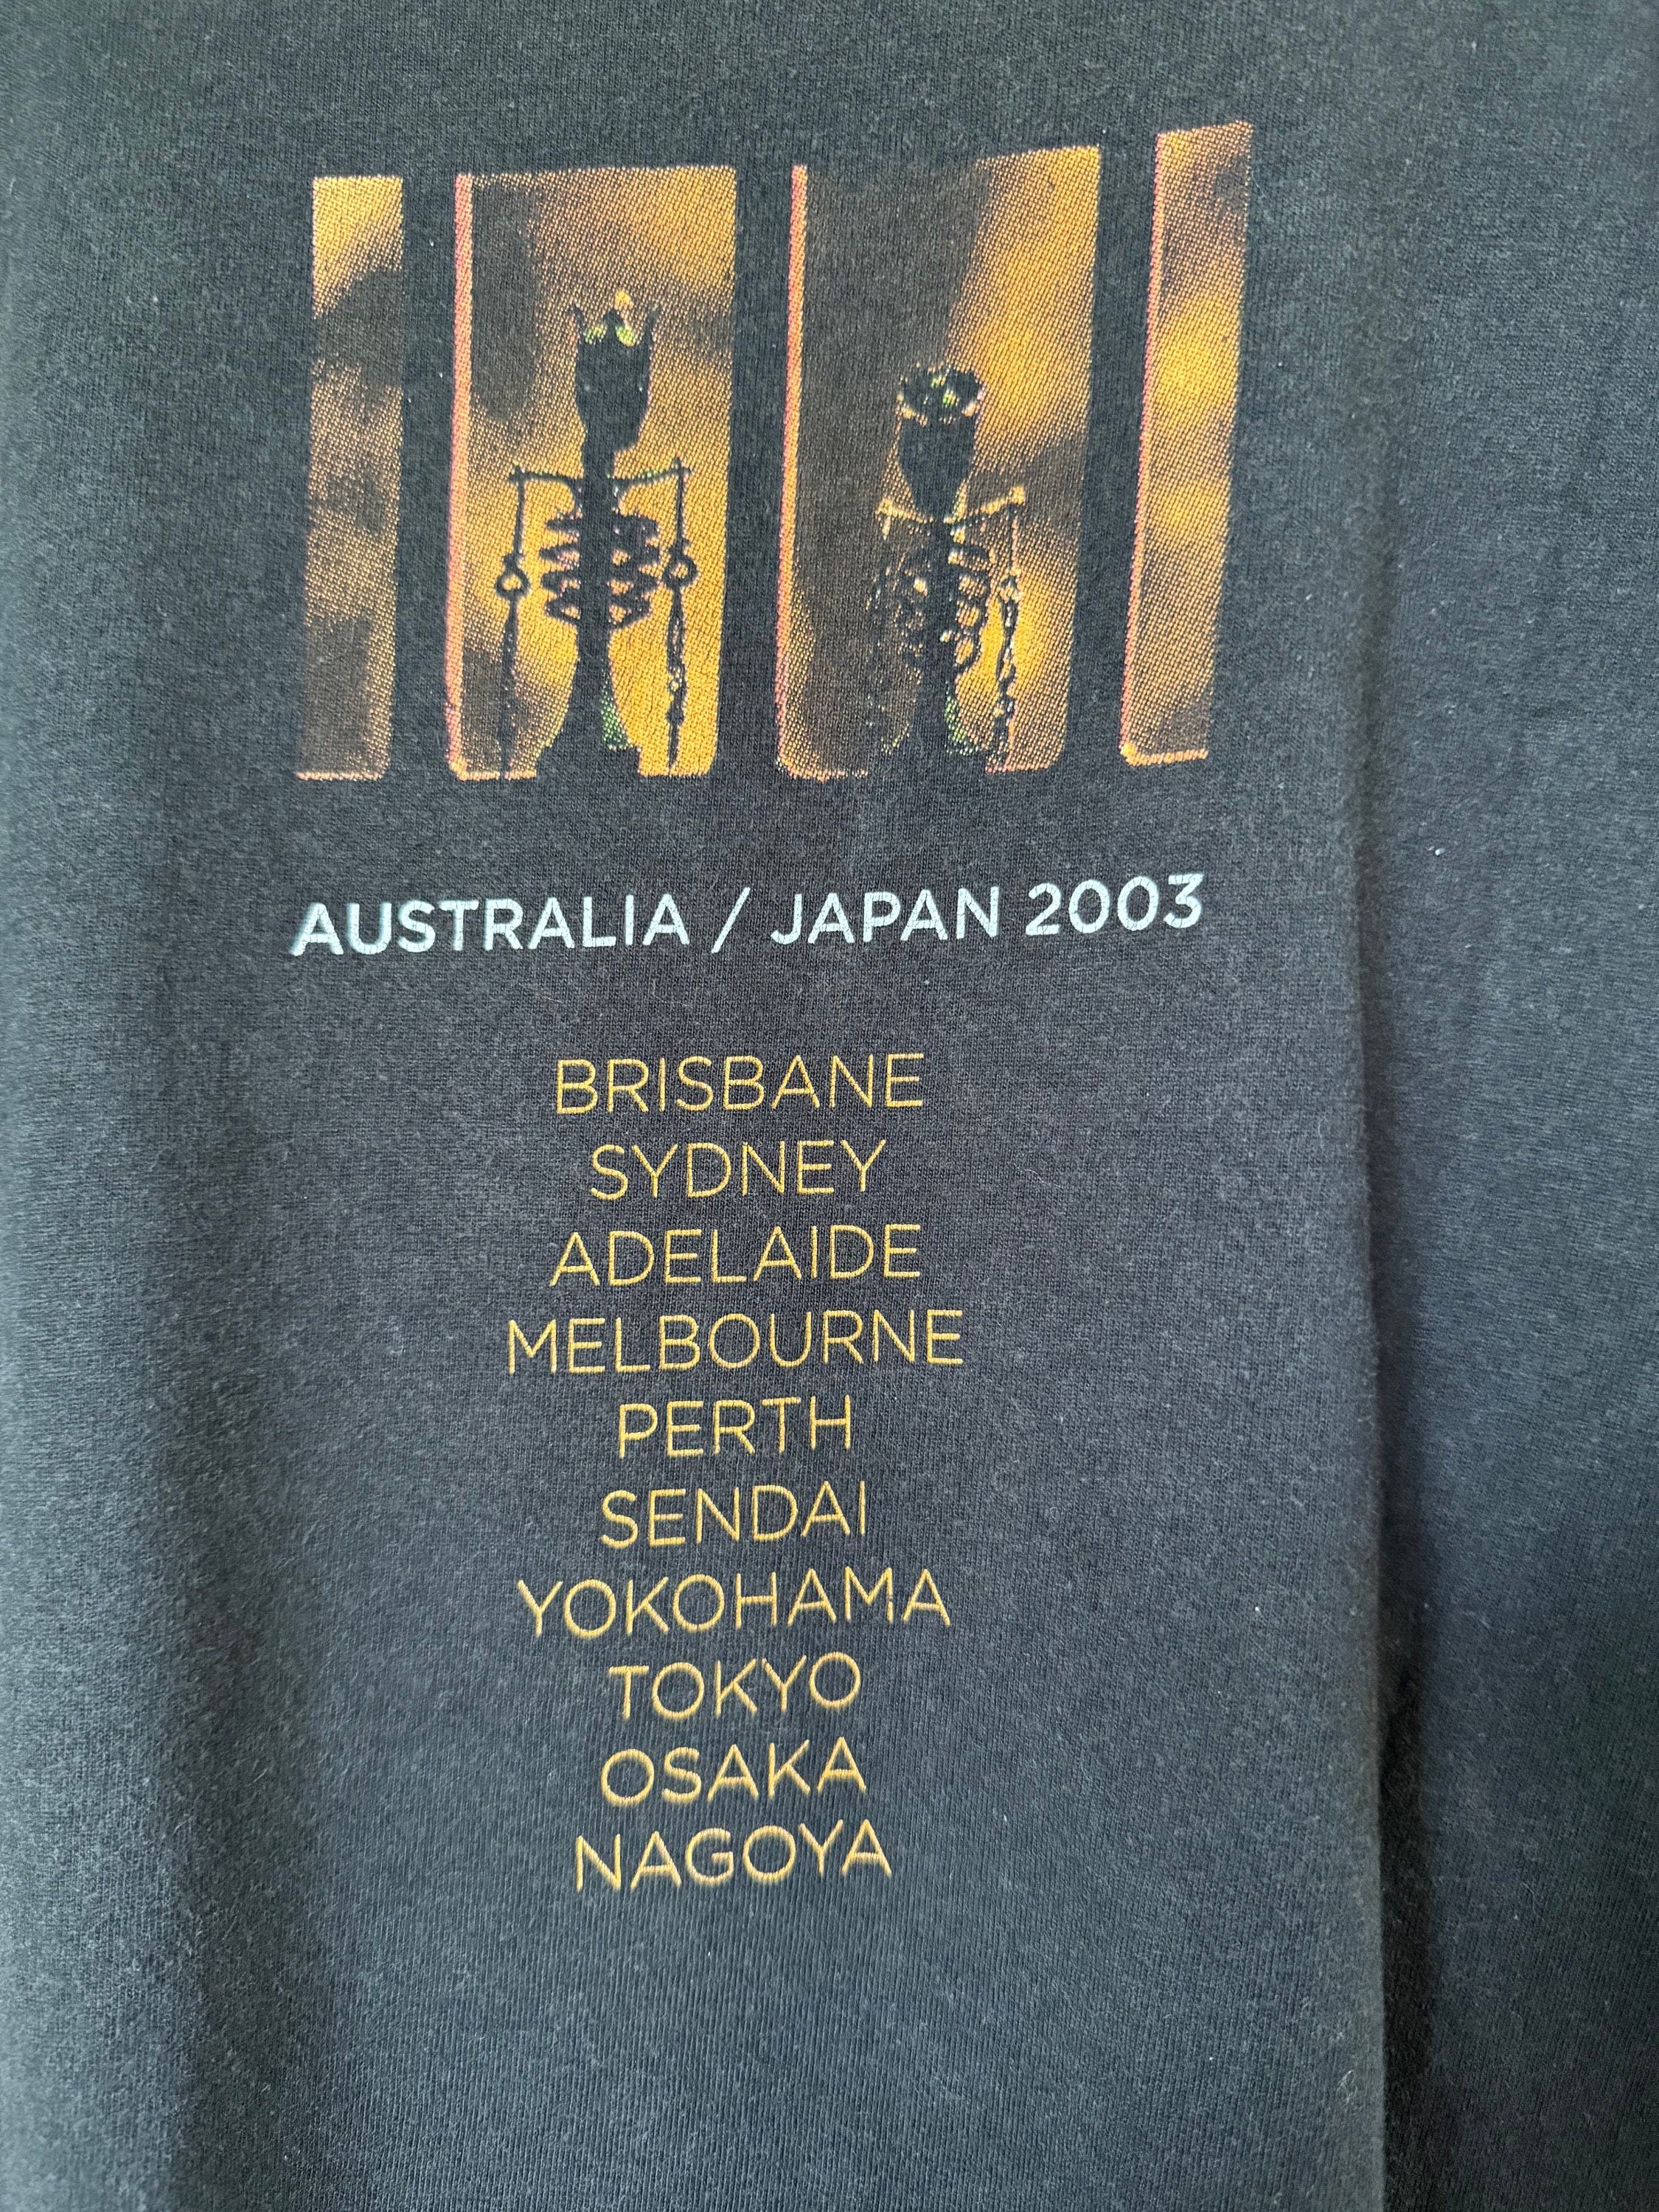 AUSTRALIA / JAPAN 2003
BRISBANE
SYDNEY
ADELAIDE
MELBOURNE
PERTH
SENDAI
YOKOHAMA
TOKYO
OSAKA
NAGOYA